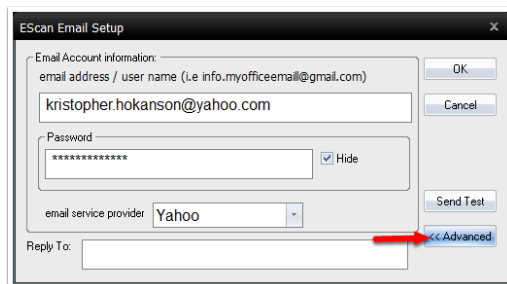 EScan Email Setup x
Email Account information:
email address / user name (i.e info.myofficeemail@gmail.com)
OK
kristopher.hokanson@yahoo.com
Cancel
Password
*************
Hide
email service provider Yahoo
Send Test
<< Advanced
Reply To: